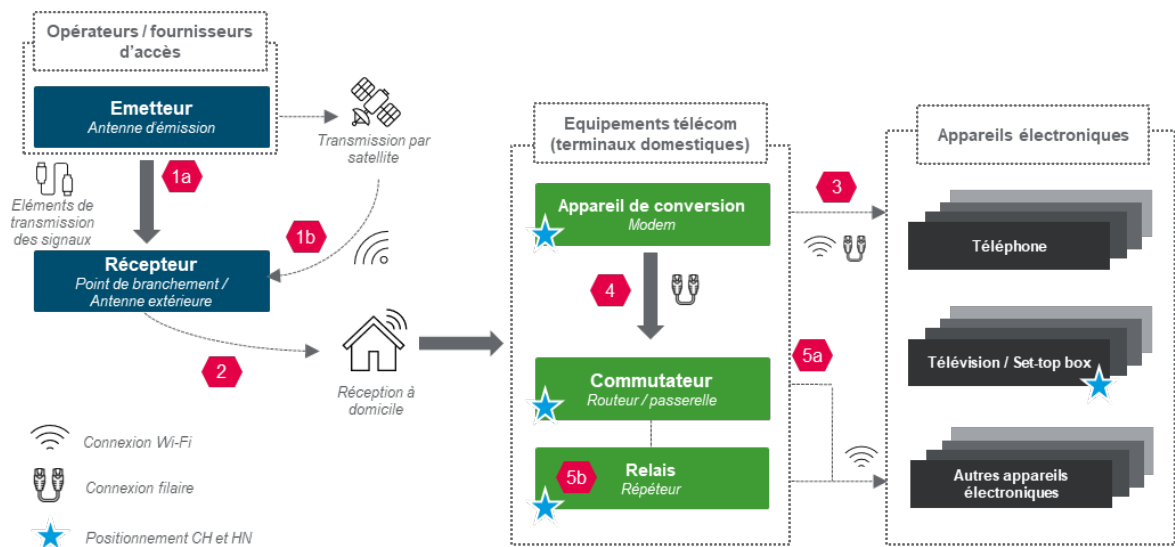 Opérateurs / fournisseurs
d'accès
Emetteur
Antenne d'émission
Transmission par
satellite
1a
Eléments de
transmission
des signaux
1b
Récepteur
Point de branchement /
Antenne extérieure
2
Réception à
domicile
Connexion Wi-Fi
Connexion filaire
Positionnement CH et HN
Equipements télécom
(terminaux domestiques)
Appareil de conversion
Modem
3
4
5a
Commutateur
Routeur / passerelle
5b
Relais
Répéteur
Appareils électroniques
Téléphone
Télévision / Set-top box
Autres appareils
électroniques